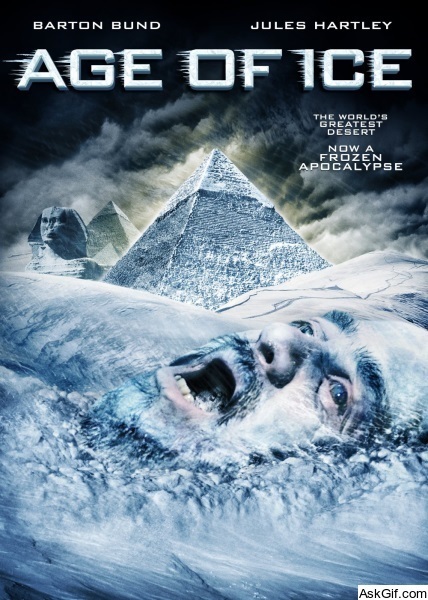 BARTON BUND JULES HARTLEY
AGE OF ICE
THE WORLD'S
GREATEST
DESERT
NOW A
FROZEN
APOCALYPSE
AskGif.com